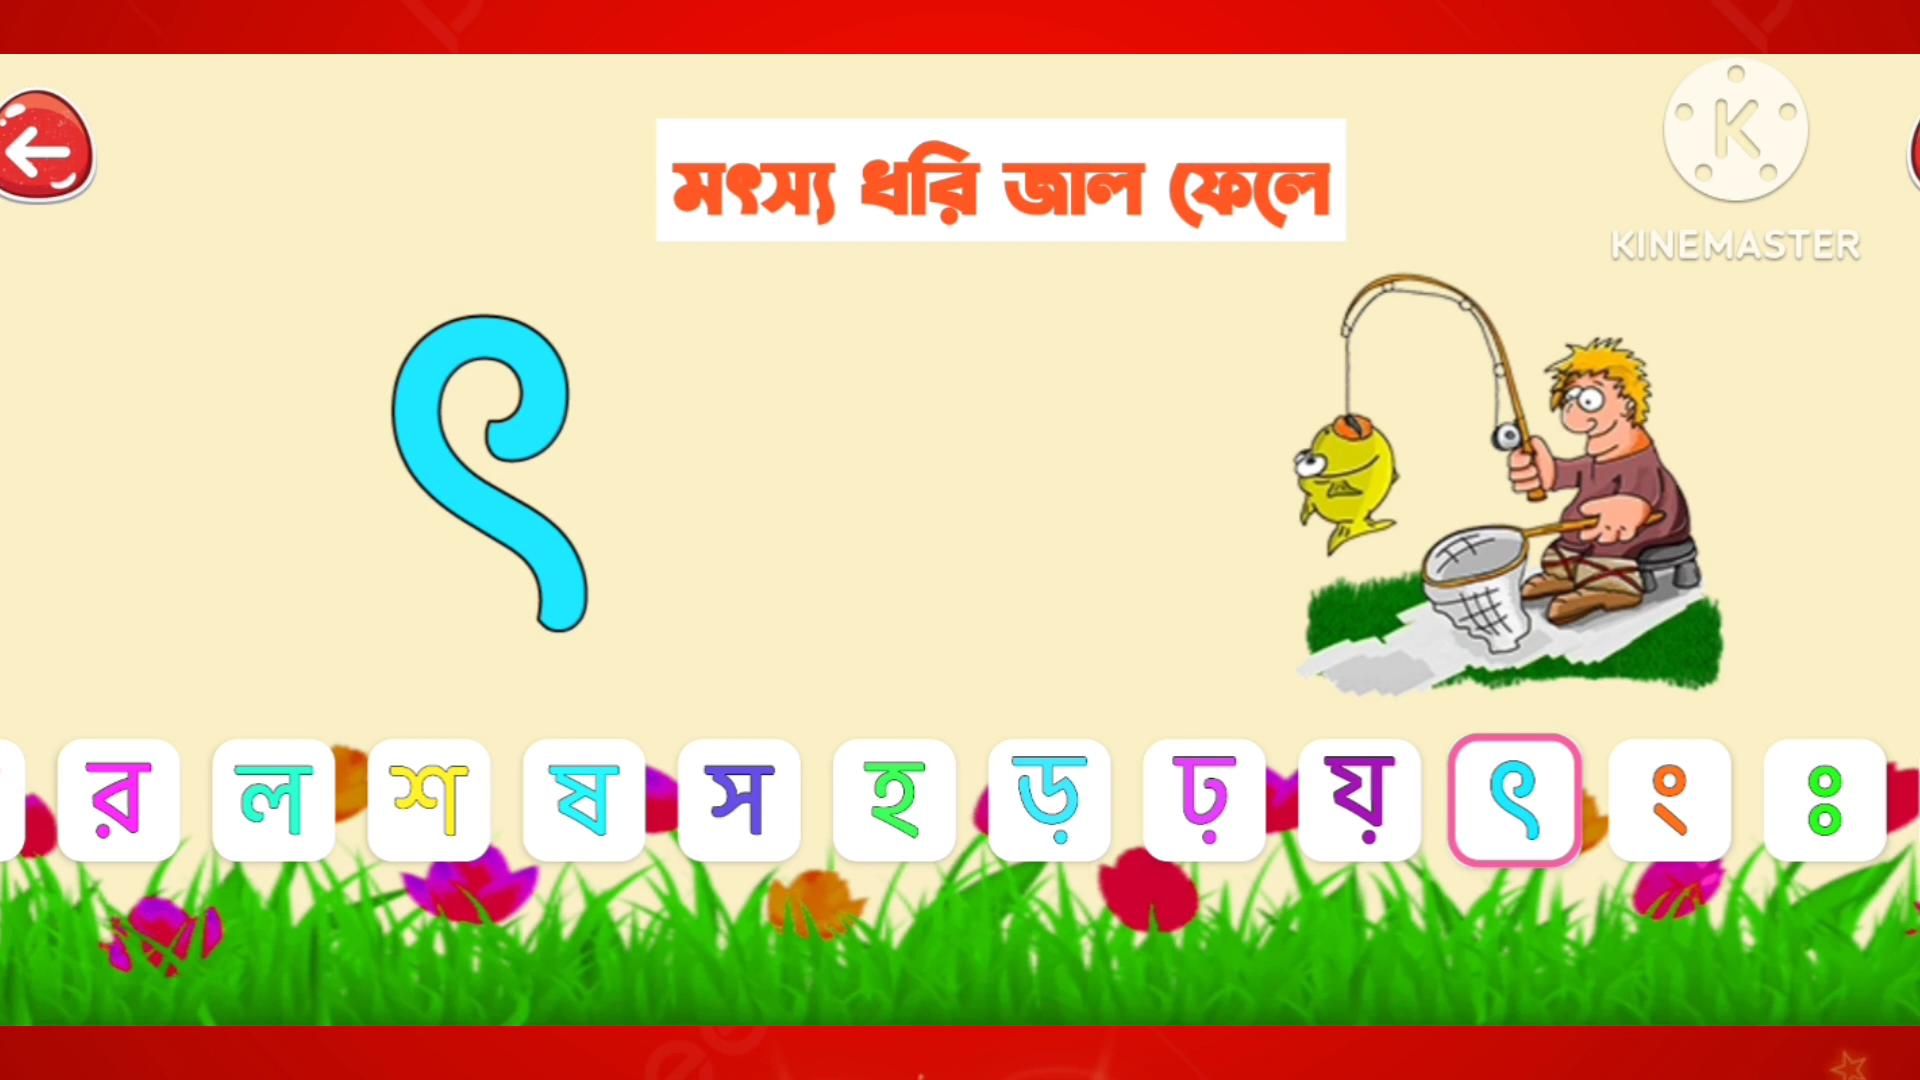 মৎস্য ধরি জাল ফেলে
K
KINEMASTER
ৎ
র ল শ ষ স হ ড় ঢ় য় ৎ ং ঃ